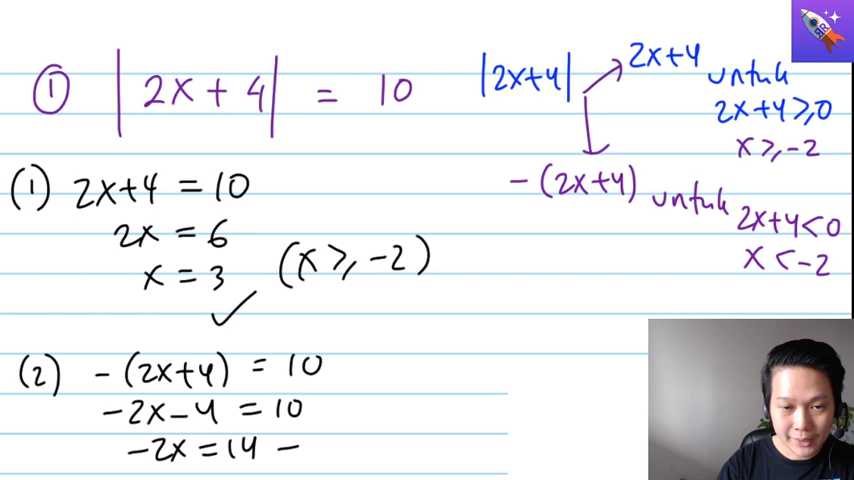 ① |2x+4| = 10
|2x+4|
2x+4
untuk
2x+4 ≥ 0
x ≥ -2
-(2x+4) untuk
2x+4 < 0
x < -2
(1) 2x+4 = 10
2x = 6
x = 3 (x ≥ -2)
✓
(2) -(2x+4) = 10
-2x-4 = 10
-2x = 14 -